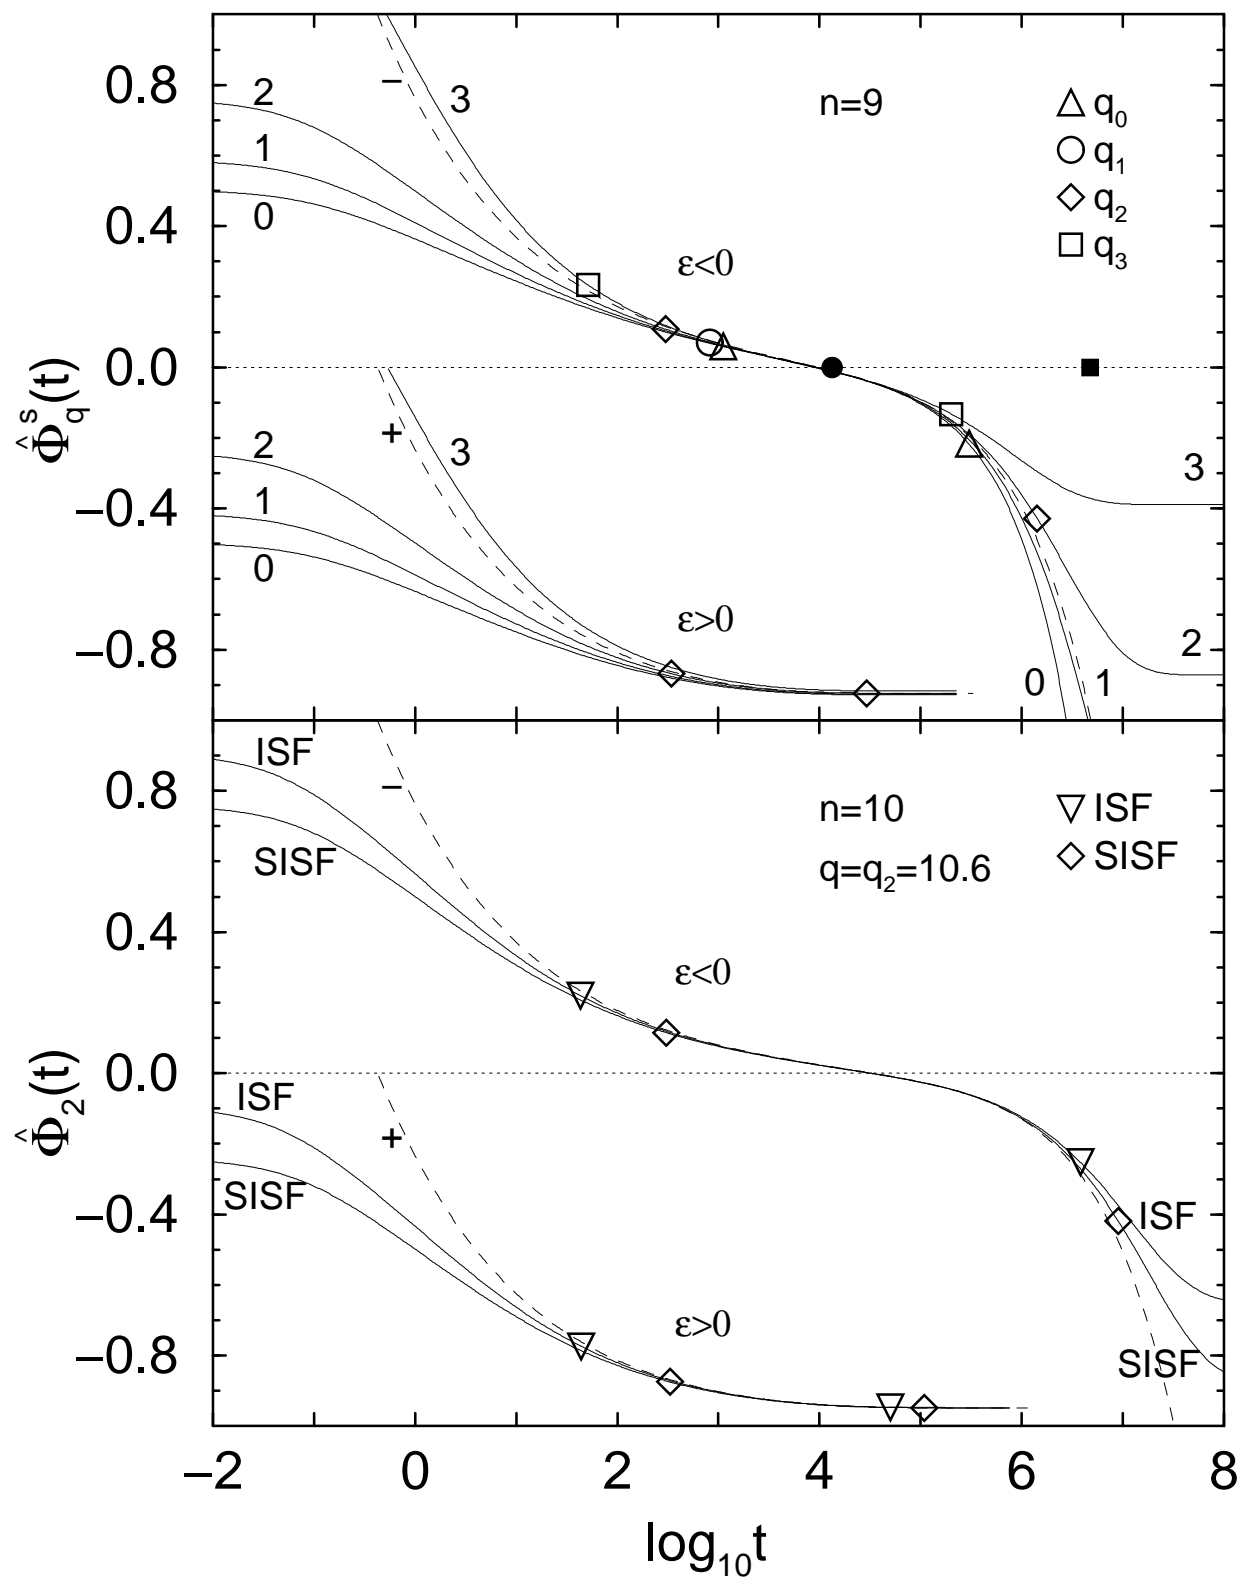 0.8
0.4
0.0
−0.4
−0.8
Φ̂ˢ_q(t)
2
1
0
−
3
n=9
q₀
q₁
q₂
q₃
ε<0
2
1
0
+
3
ε>0
3
2
0
1
0.8
0.4
0.0
−0.4
−0.8
Φ̂₂(t)
ISF
SISF
−
n=10
q=q₂=10.6
ISF
SISF
ε<0
ISF
SISF
+
ISF
SISF
ε>0
−2
0
2
4
6
8
log₁₀t